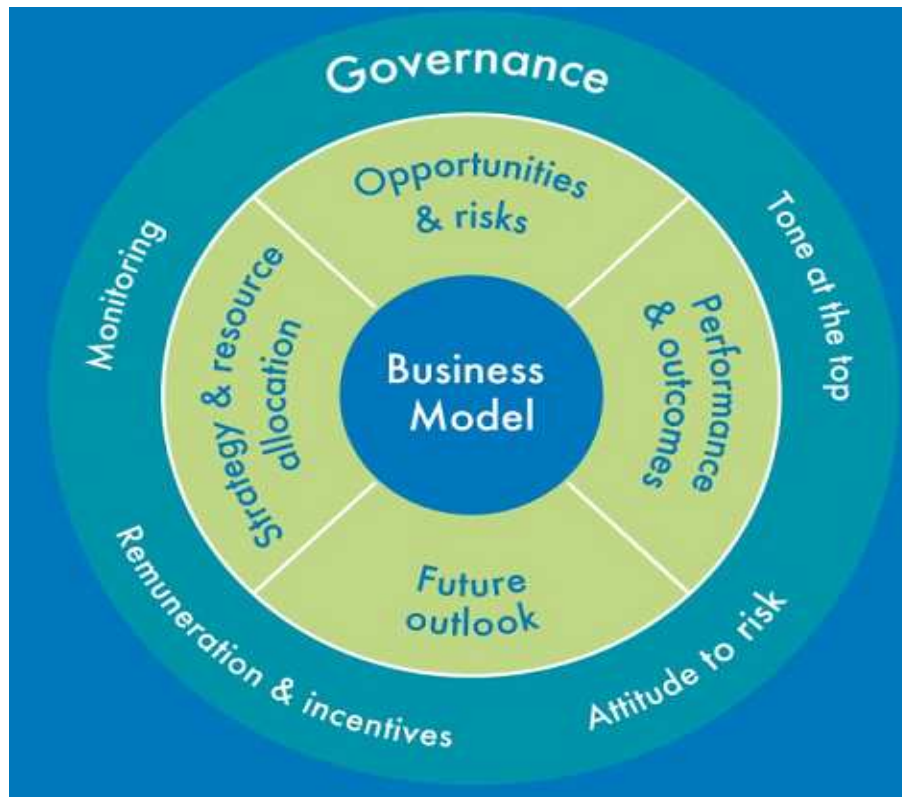 Governance
Opportunities
& risks
Tone at the top
Performance
& outcomes
Attitude to risk
Future
outlook
Remuneration & incentives
Strategy & resource
allocation
Monitoring
Business
Model